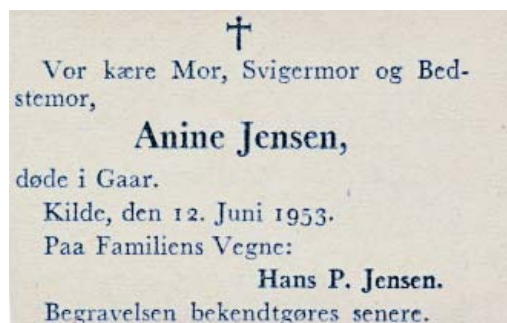 Vor kære Mor, Svigermor og Bed-
stemor,
Anine Jensen,
døde i Gaar.
Kilde, den 12. Juni 1953.
Paa Familiens Vegne:
Hans P. Jensen.
Begravelsen bekendtgøres senere.